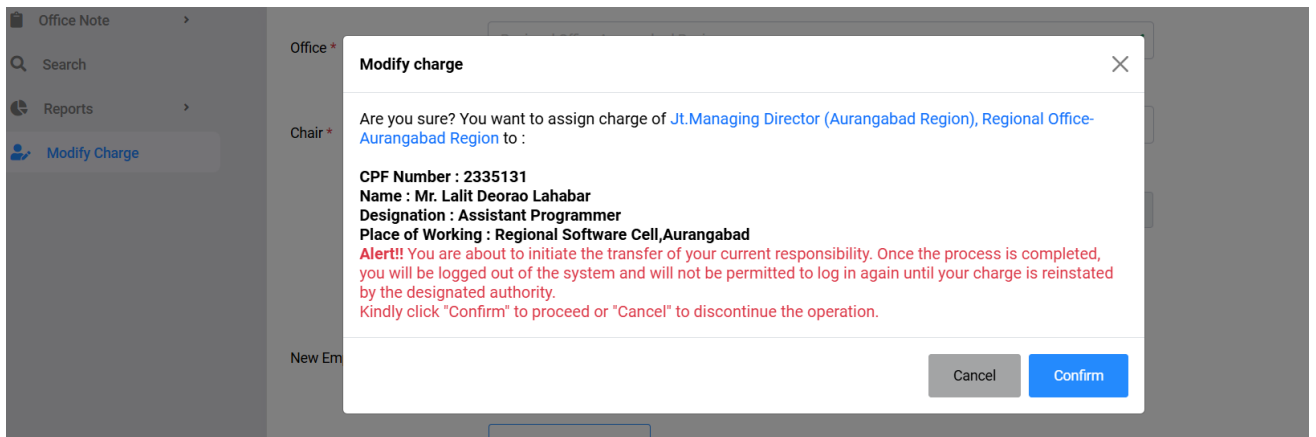 Office Note
Search
Reports
Modify Charge
Office *
Chair *
New Em
Modify charge
Are you sure? You want to assign charge of Jt.Managing Director (Aurangabad Region), Regional Office-
Aurangabad Region to :
CPF Number : 2335131
Name : Mr. Lalit Deorao Lahabar
Designation : Assistant Programmer
Place of Working : Regional Software Cell,Aurangabad
Alert!! You are about to initiate the transfer of your current responsibility. Once the process is completed,
you will be logged out of the system and will not be permitted to log in again until your charge is reinstated
by the designated authority.
Kindly click "Confirm" to proceed or "Cancel" to discontinue the operation.
Cancel
Confirm